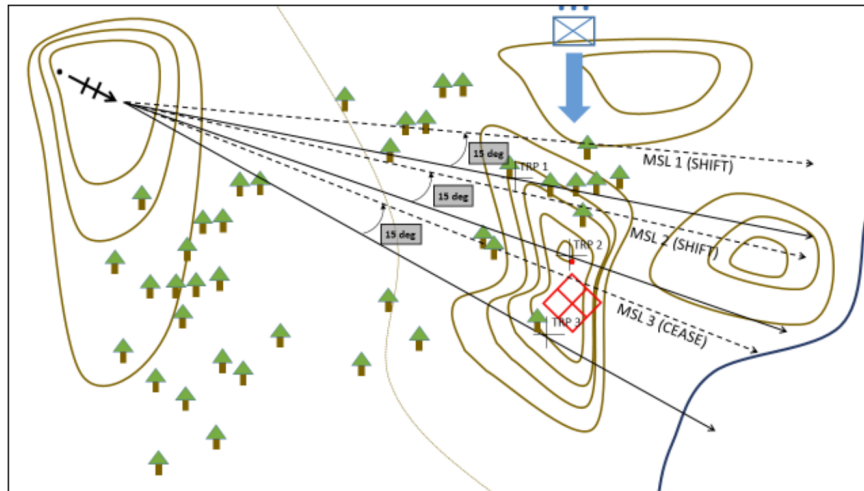 MSL 1 (SHIFT)
15 deg
TRP 1
15 deg
MSL 2 (SHIFT)
15 deg
TRP 2
MSL 3 (CEASE)
TRP 3